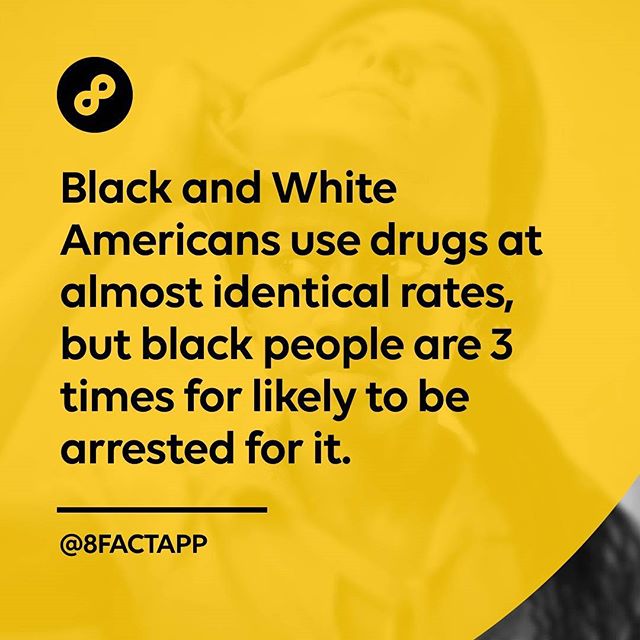 Black and White
Americans use drugs at
almost identical rates,
but black people are 3
times for likely to be
arrested for it.
@8FACTAPP